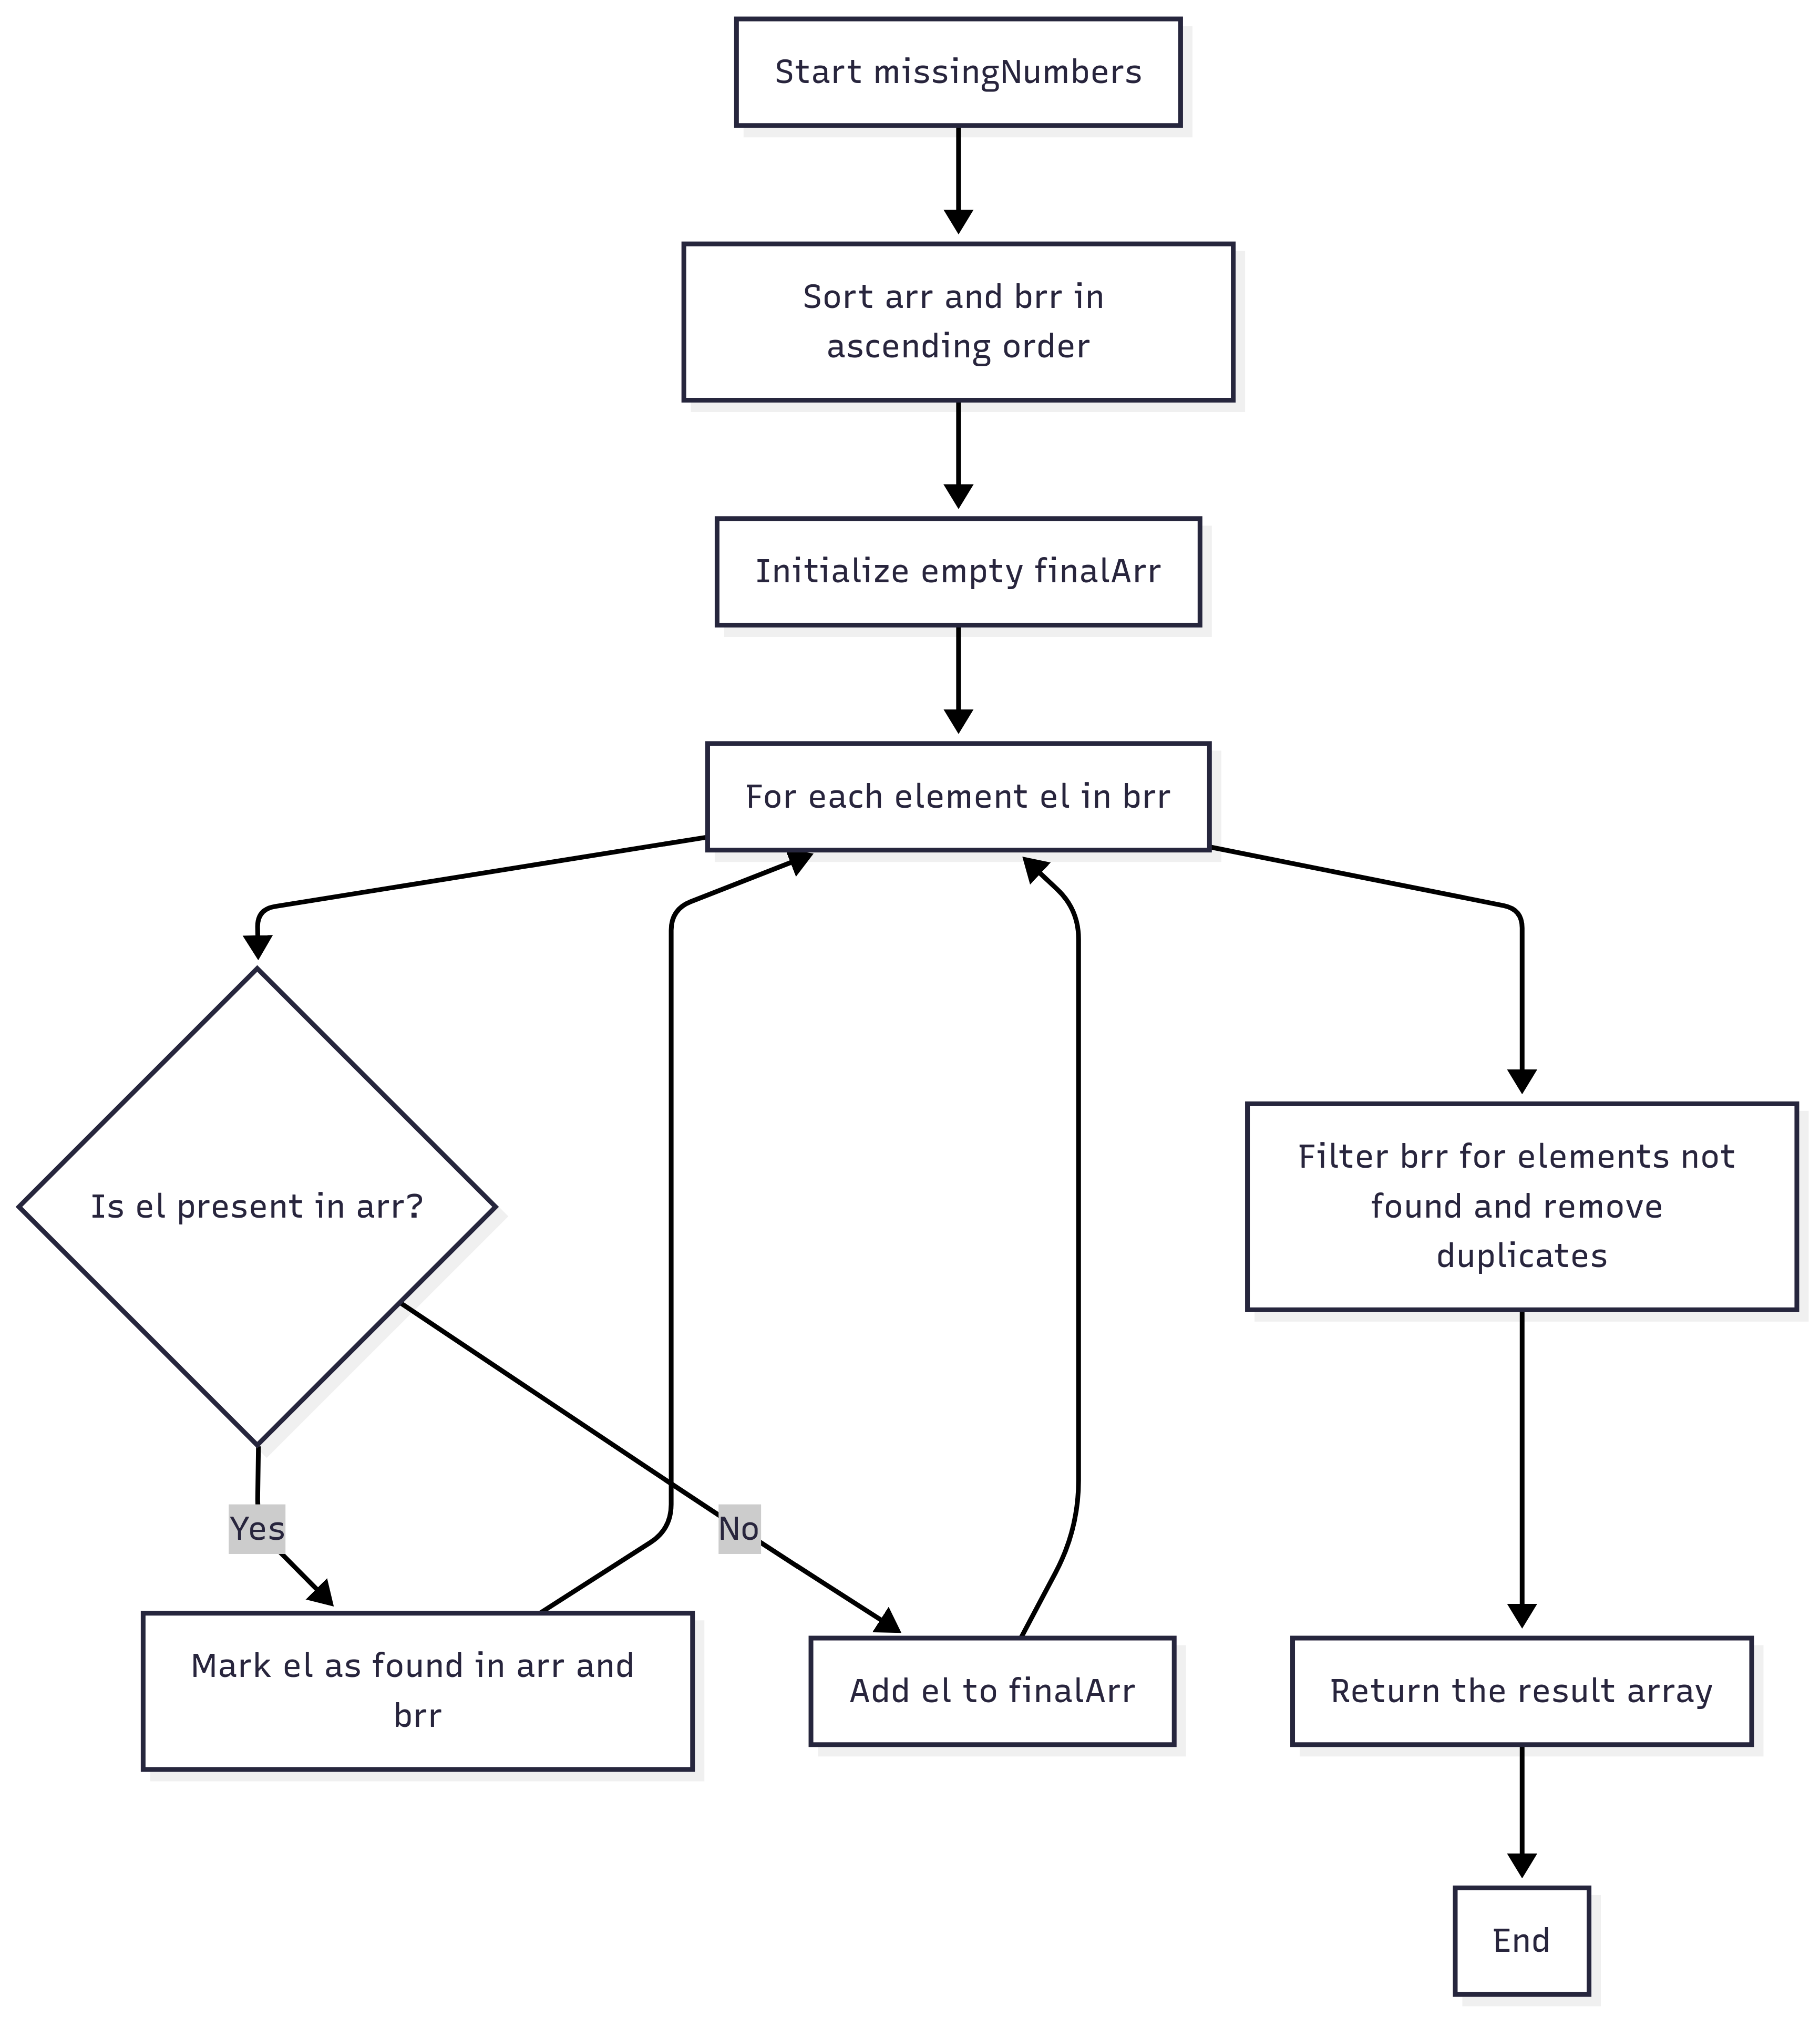 Start missingNumbers
Sort arr and brr in
ascending order
Initialize empty finalArr
For each element el in brr
Is el present in arr?
Filter brr for elements not
found and remove
duplicates
Yes
No
Mark el as found in arr and
brr
Add el to finalArr
Return the result array
End